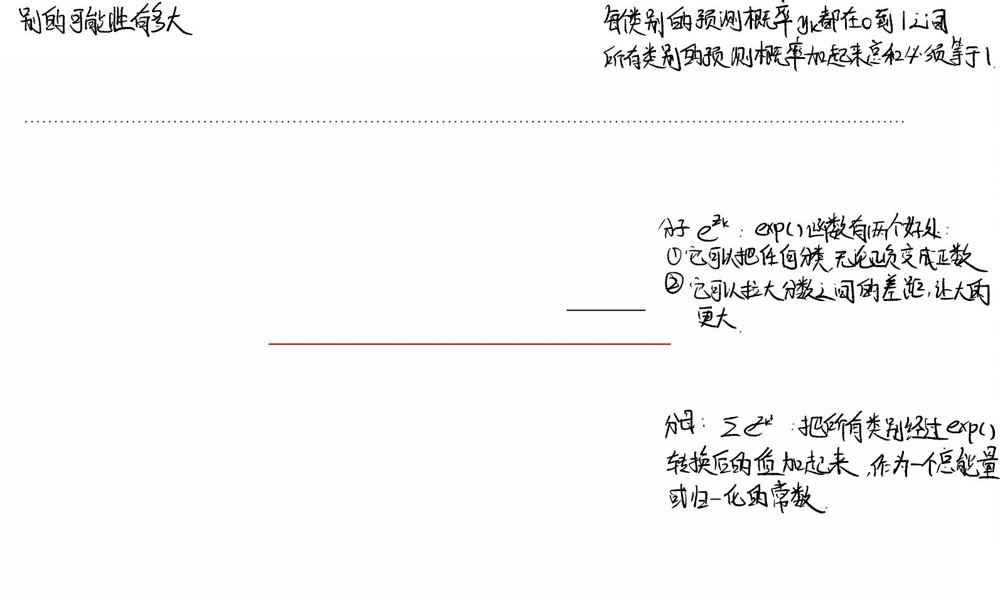 别的可能性有多大
每类别的预测概率yk都在0到1之间
所有类别的预测概率加起来总和必须等于1.
分子 e^zk : exp()函数有两个好处:
① 它可以把任何分类,无论正负变成正数
② 它可以拉大分数之间的差距,让大的
更大.
分母: Σe^zk' :把所有类别经过exp()
转换后的值加起来,作为一个总能量
或归一化的常数.